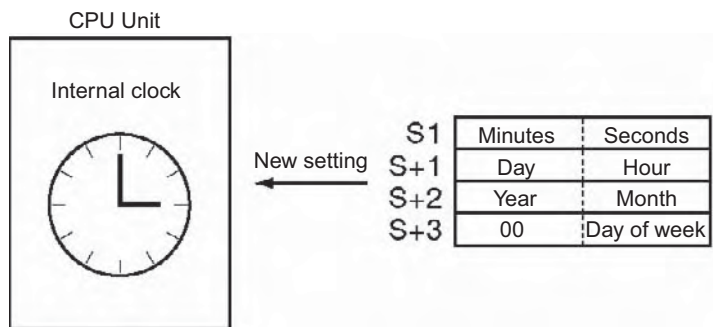 CPU Unit
Internal clock
New setting
S1 Minutes Seconds
S+1 Day Hour
S+2 Year Month
S+3 00 Day of week